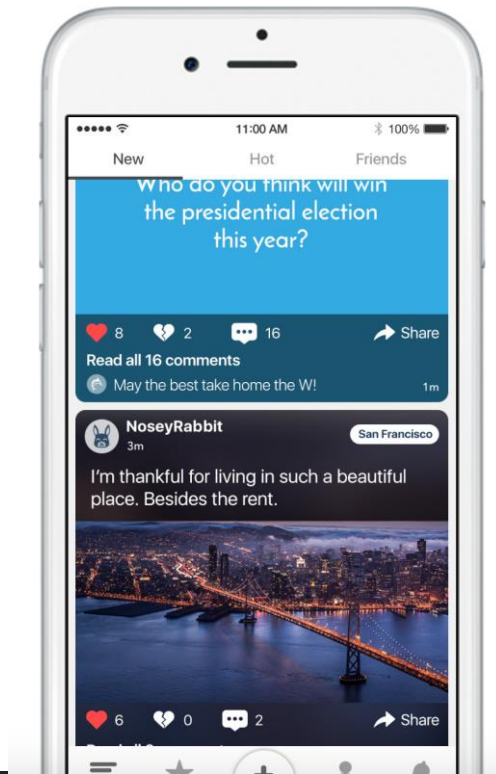 11:00 AM
100%
New Hot Friends
Who do you think will win
the presidential election
this year?
8 2 16 Share
Read all 16 comments
May the best take home the W!
1m
NoseyRabbit
3m
San Francisco
I'm thankful for living in such a beautiful
place. Besides the rent.
6 0 2 Share